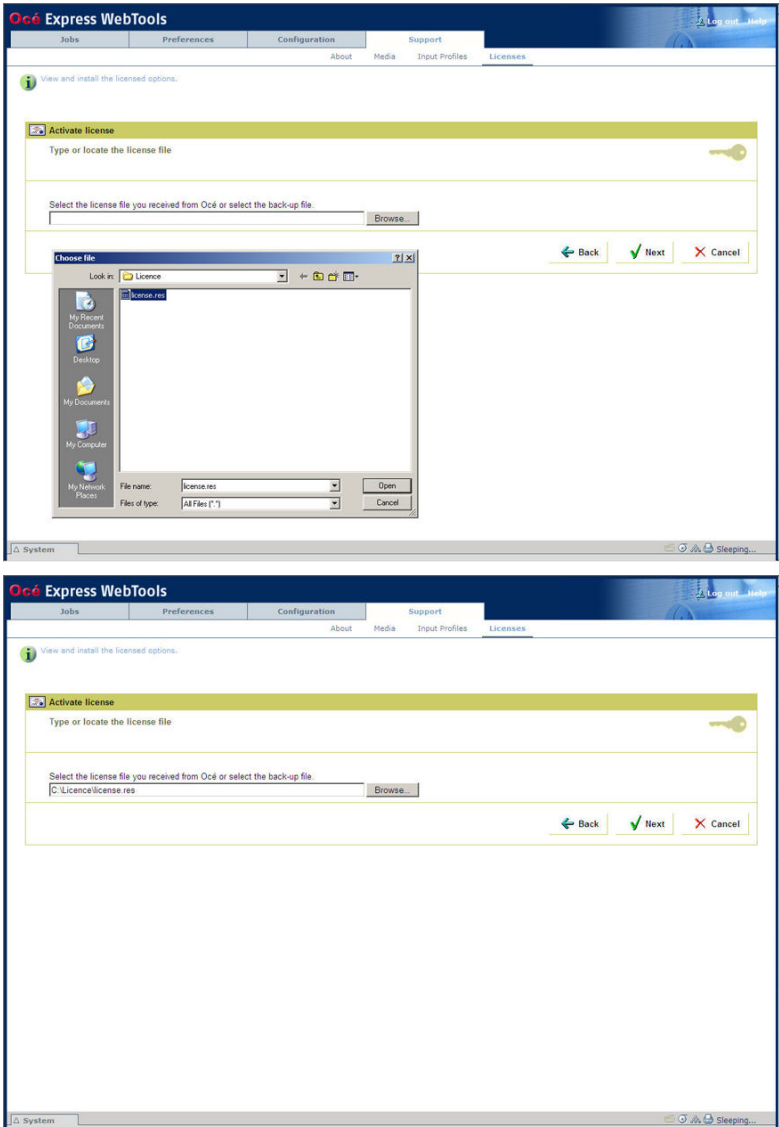 Océ Express WebTools
Log out Help
Jobs Preferences Configuration Support
About Media Input Profiles Licenses
View and install the licensed options.
Activate license
Type or locate the license file
Select the license file you received from Océ or select the back-up file.
Browse...
Back Next Cancel
Choose file
Look in: Licence
license.res
My Recent
Documents
Desktop
My Documents
My Computer
My Network
Places
File name: license.res Open
Files of type: All Files (*.*) Cancel
System Sleeping...
Océ Express WebTools
Log out Help
Jobs Preferences Configuration Support
About Media Input Profiles Licenses
View and install the licensed options.
Activate license
Type or locate the license file
Select the license file you received from Océ or select the back-up file.
C:\Licence\license.res Browse...
Back Next Cancel
System Sleeping...